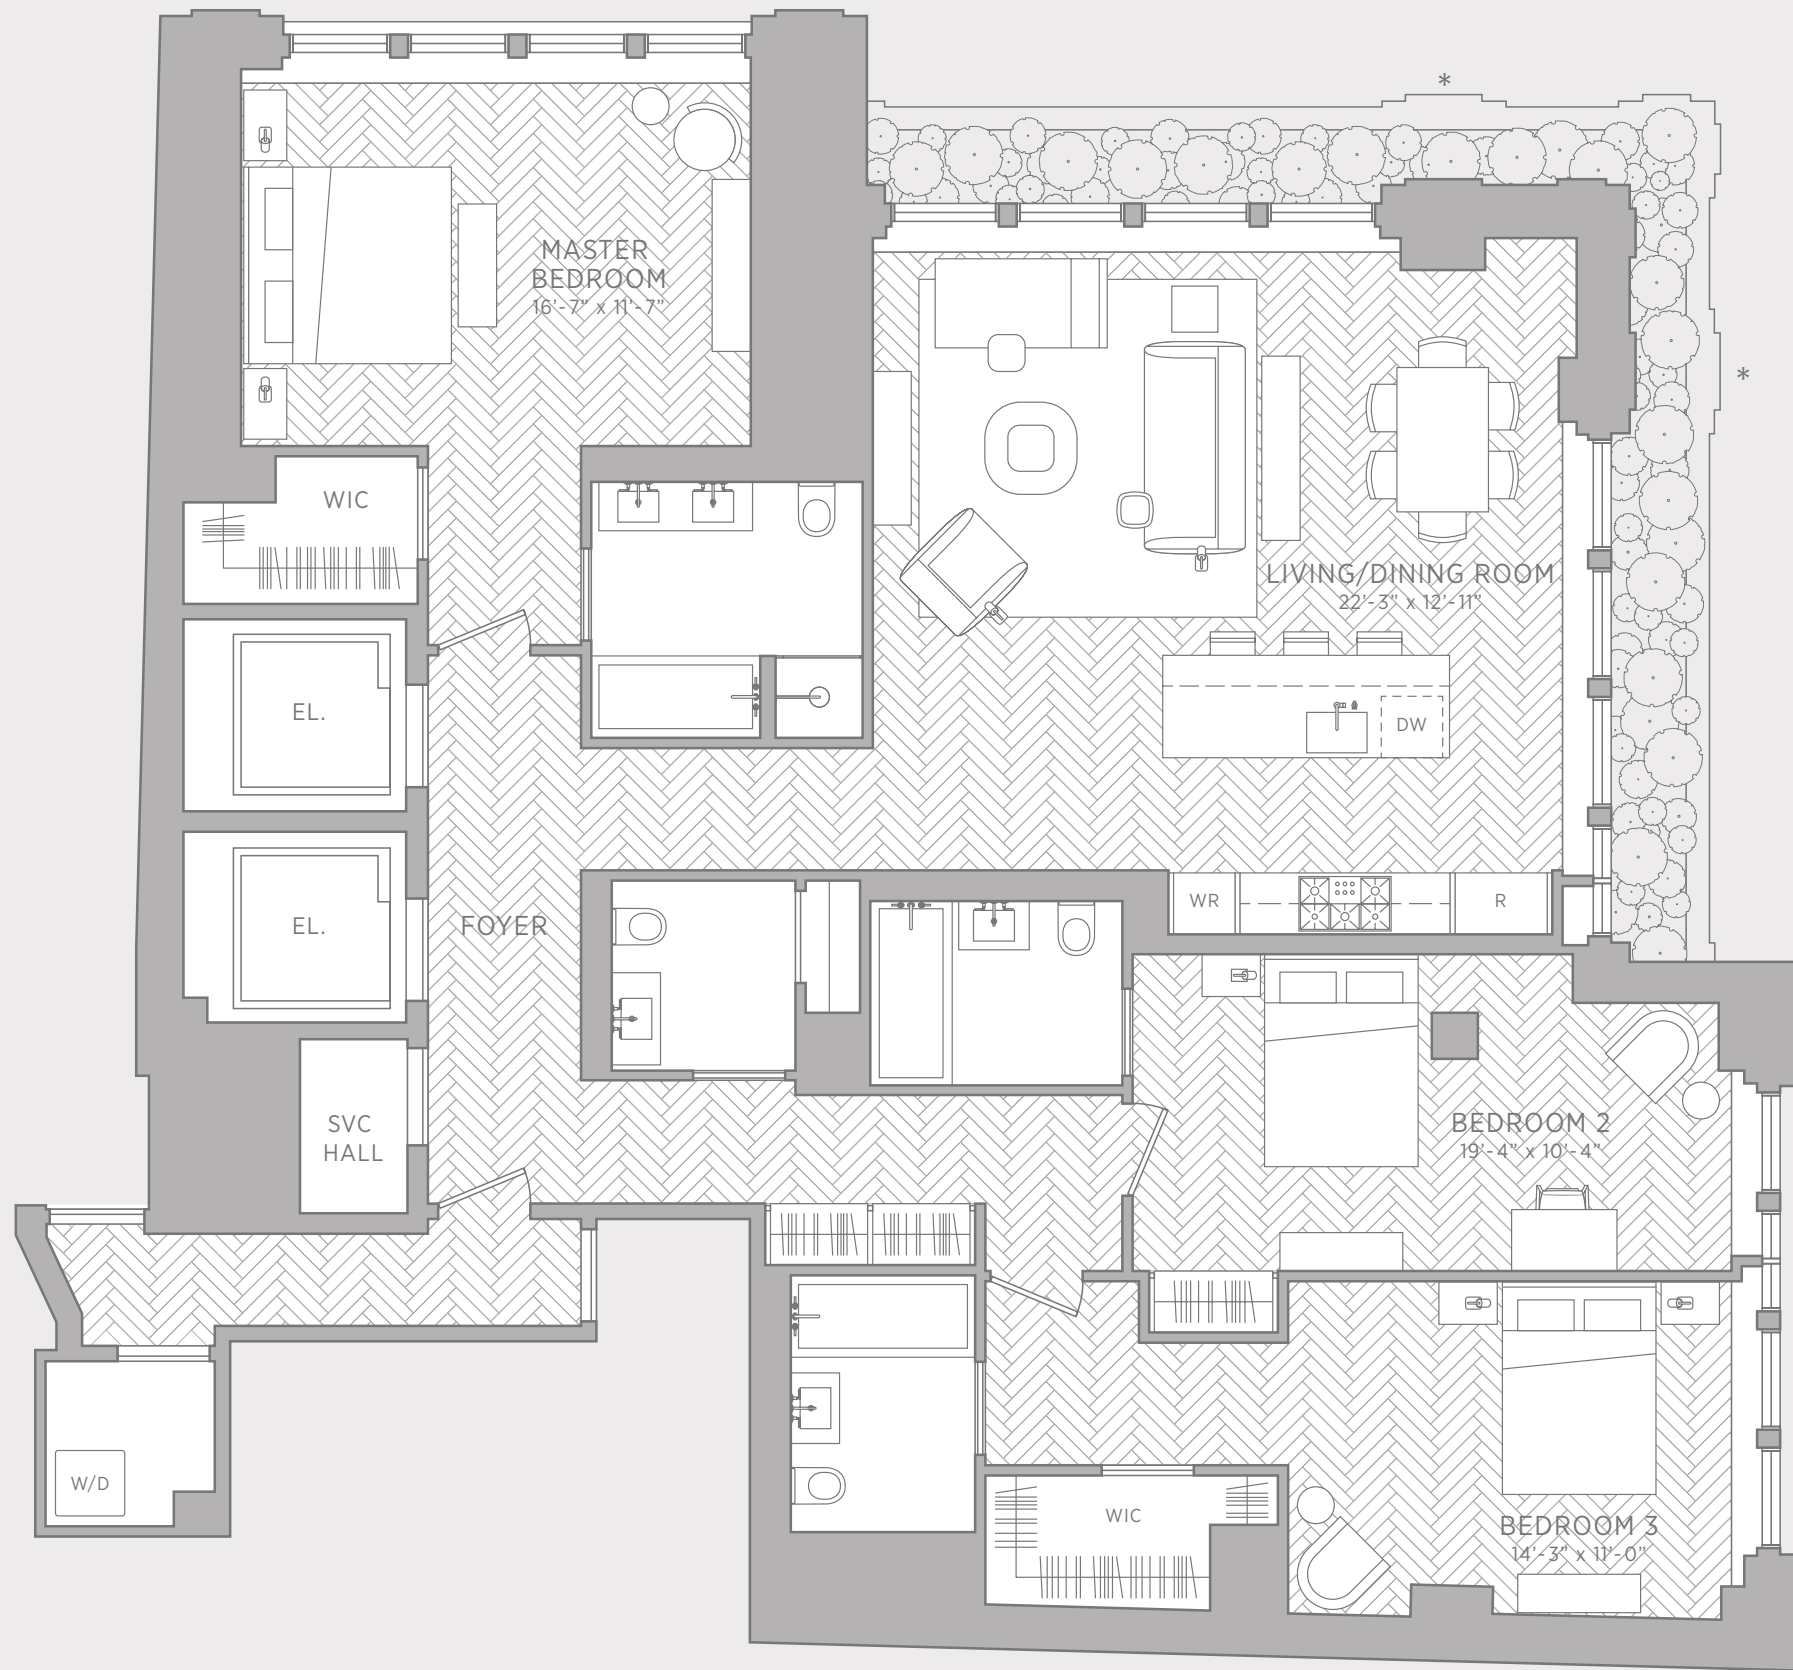 *
MASTER
BEDROOM
16'-7" x 11'-7"
*
WIC
LIVING/DINING ROOM
22'-3" x 12'-11"
EL.
DW
WR
R
EL.
FOYER
SVC
HALL
BEDROOM 2
19'-4" x 10'-4"
W/D
WIC
BEDROOM 3
14'-3" x 11'-0"